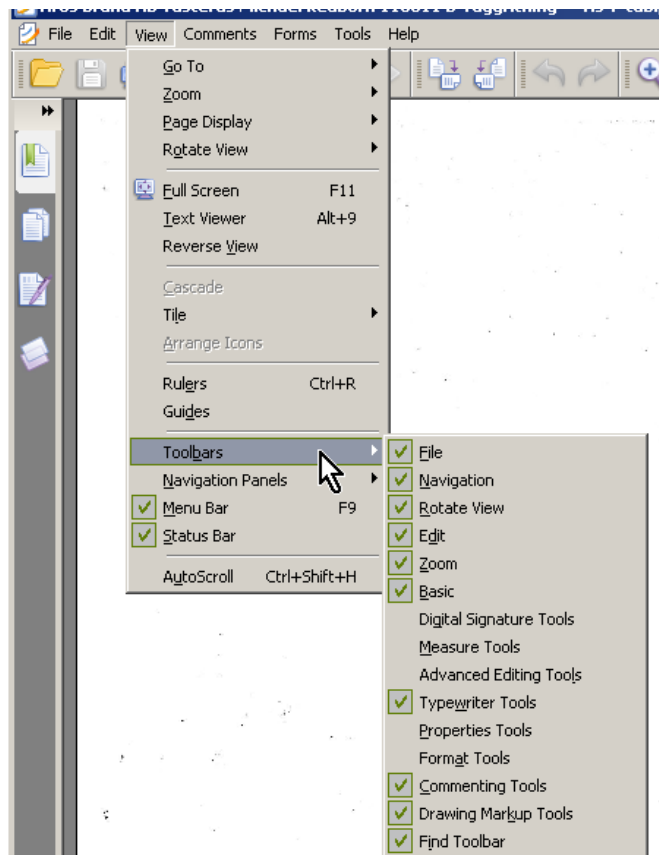 File Edit View Comments Forms Tools Help
Go To
Zoom
Page Display
Rotate View
Full Screen F11
Text Viewer Alt+9
Reverse View
Cascade
Tile
Arrange Icons
Rulers Ctrl+R
Guides
Toolbars
Navigation Panels
Menu Bar F9
Status Bar
AutoScroll Ctrl+Shift+H
File
Navigation
Rotate View
Edit
Zoom
Basic
Digital Signature Tools
Measure Tools
Advanced Editing Tools
Typewriter Tools
Properties Tools
Format Tools
Commenting Tools
Drawing Markup Tools
Find Toolbar